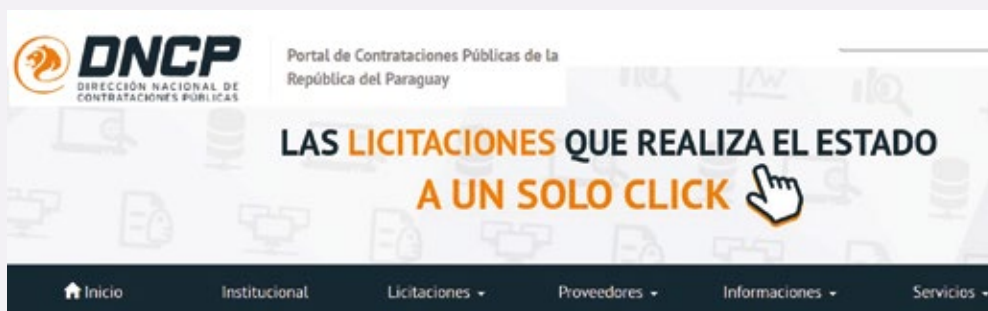 DNCP
DIRECCIÓN NACIONAL DE
CONTRATACIONES PÚBLICAS
Portal de Contrataciones Públicas de la
República del Paraguay
LAS LICITACIONES QUE REALIZA EL ESTADO
A UN SOLO CLICK
Inicio Institucional Licitaciones Proveedores Informaciones Servicios